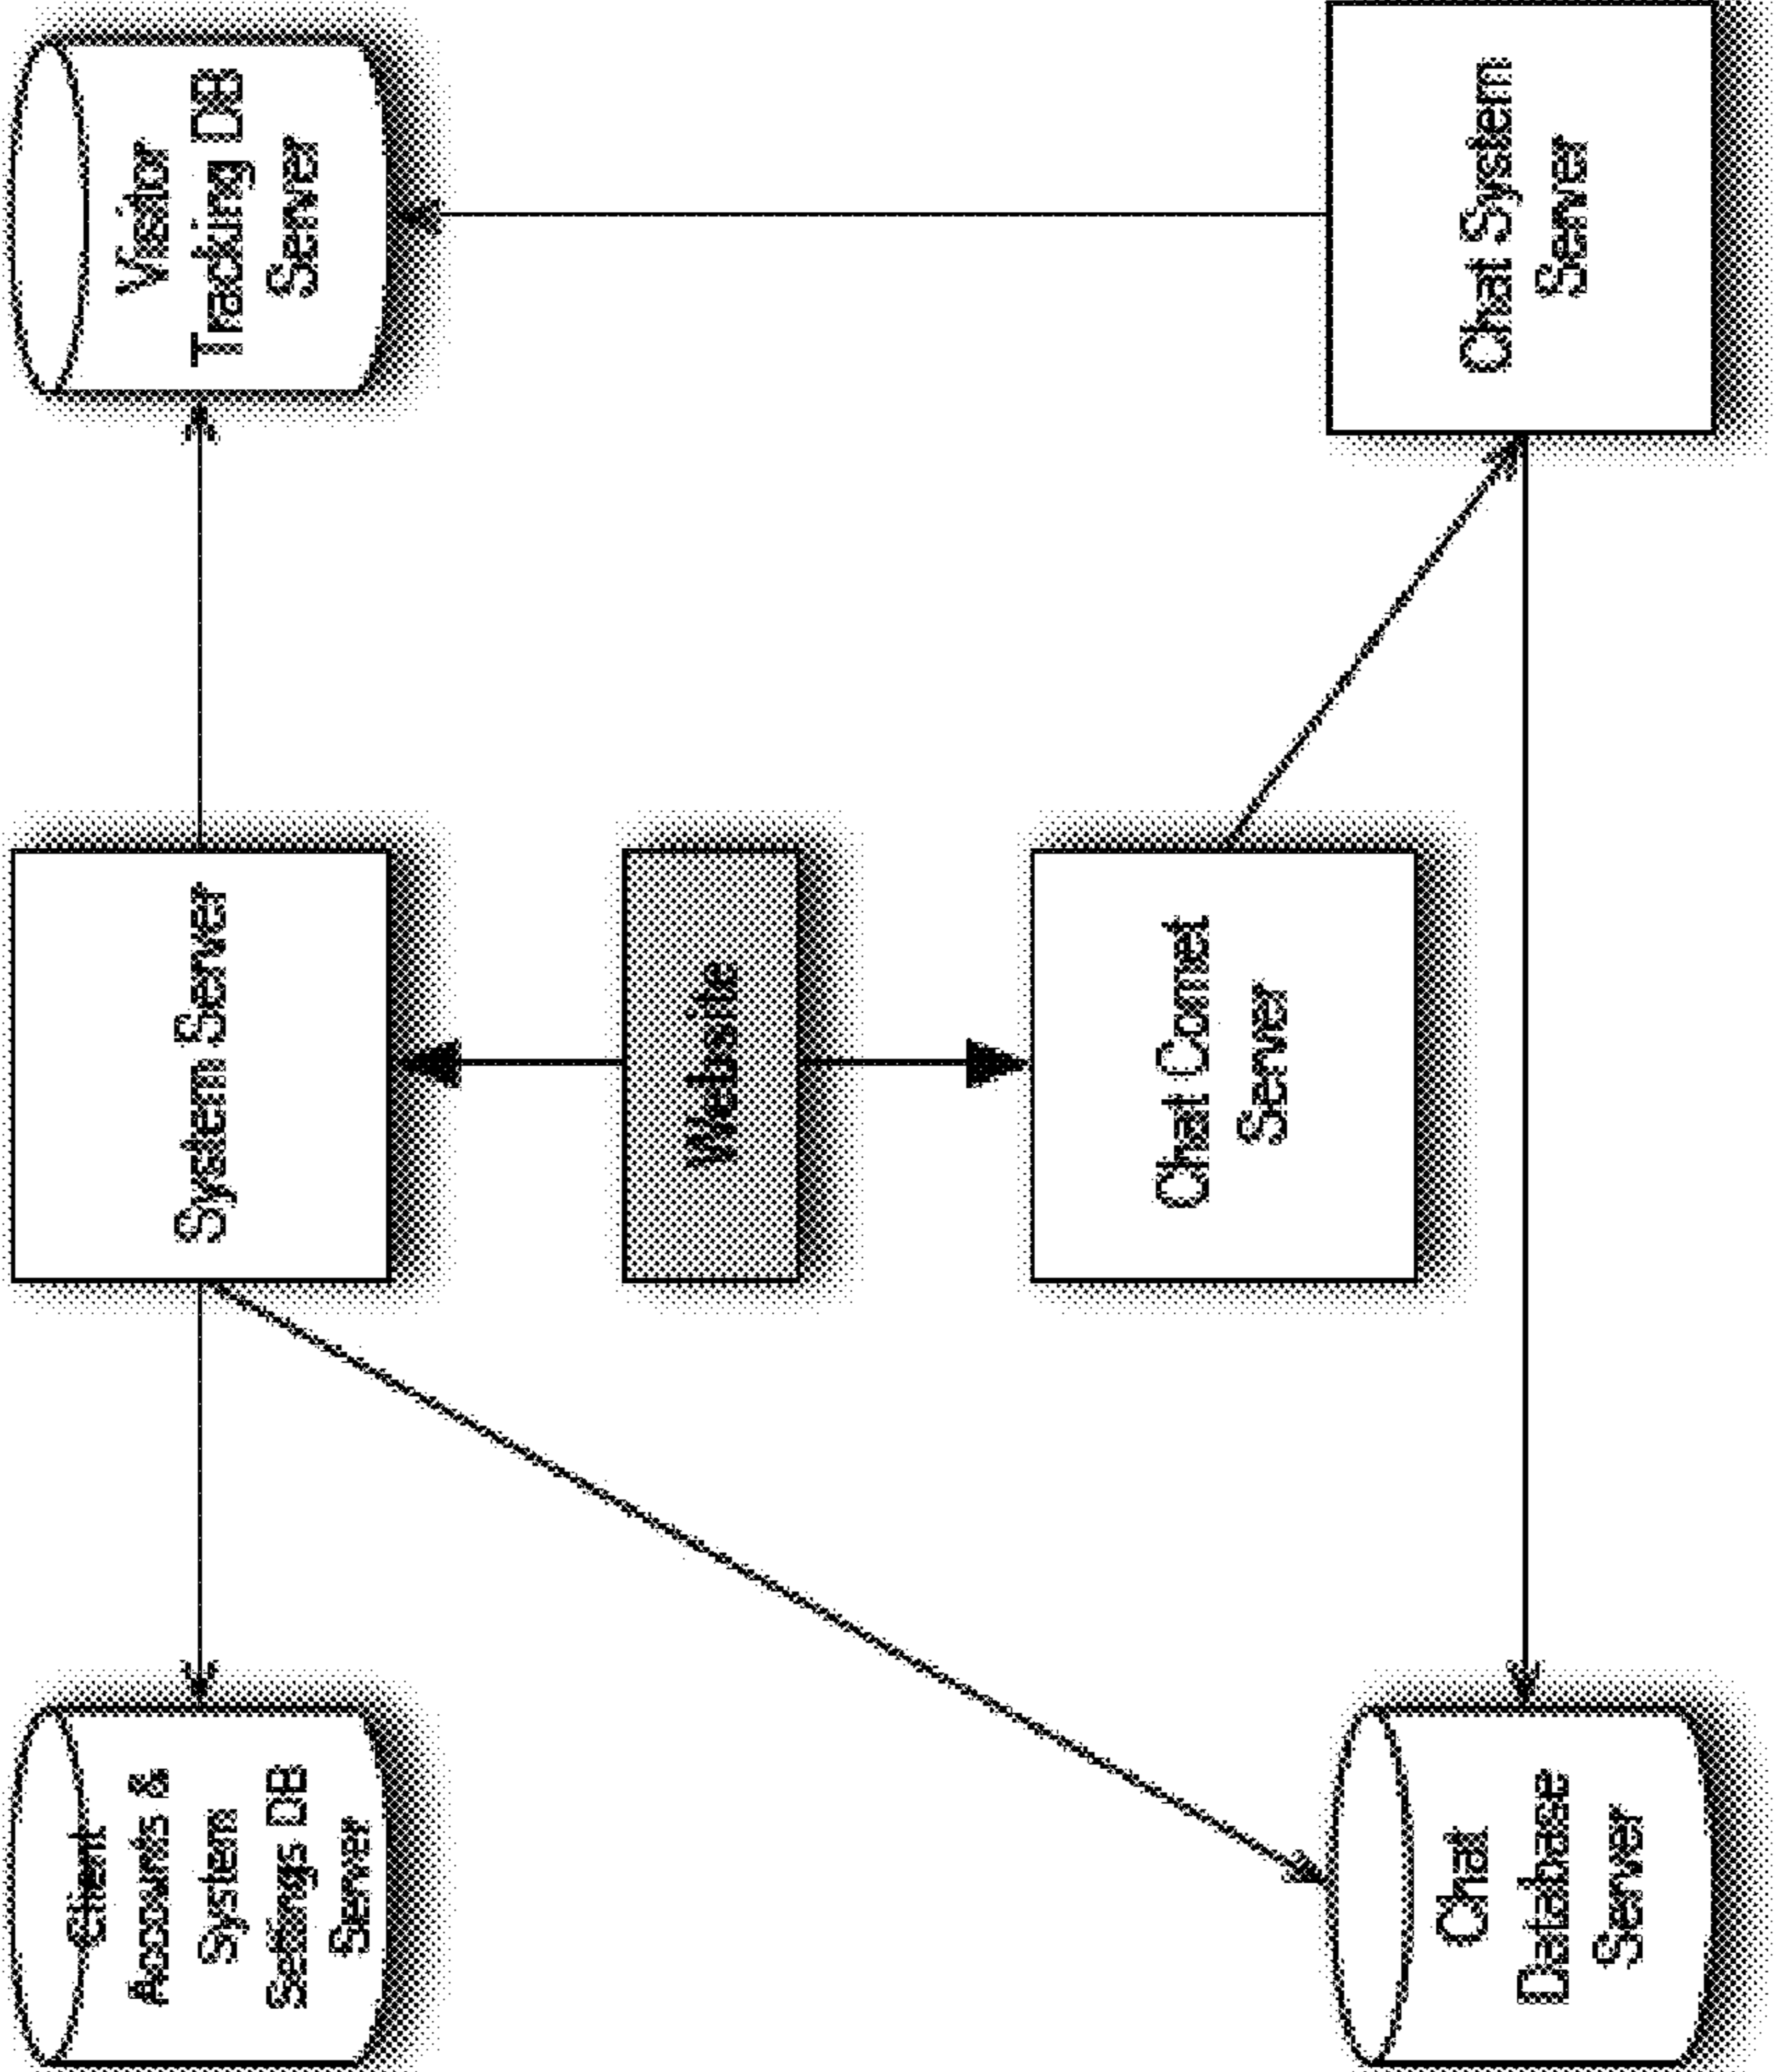 Client
Accounts &
System
Settings DB
Server
System Server
Visitor
Tracking DB
Server
Website
Chat Comet
Server
Chat
Database
Server
Chat System
Server